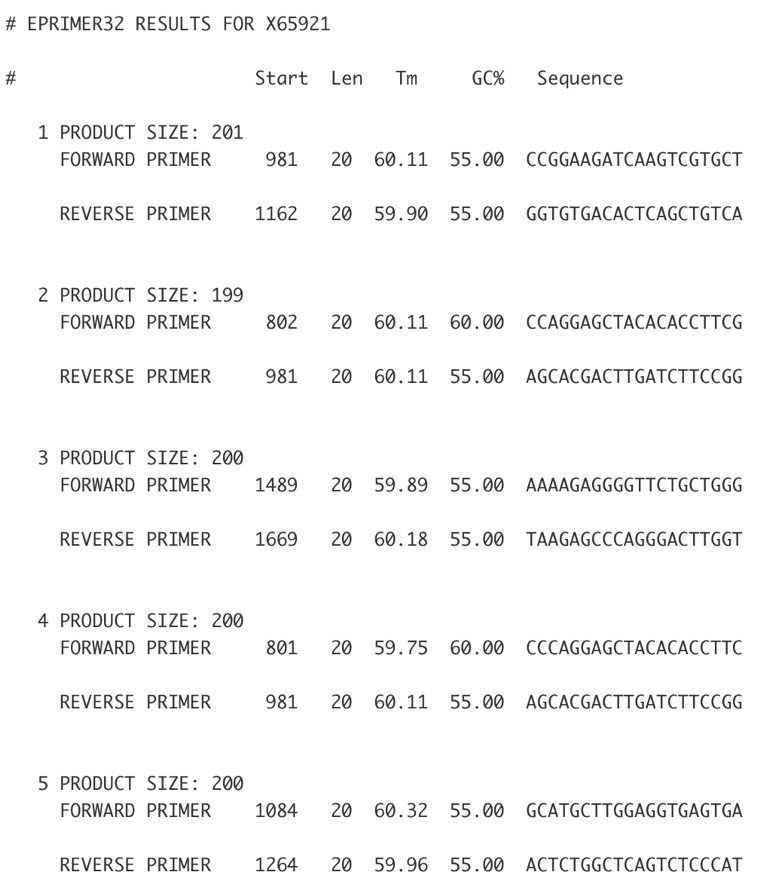 # EPRIMER32 RESULTS FOR X65921
# Start Len Tm GC% Sequence
1 PRODUCT SIZE: 201
FORWARD PRIMER 981 20 60.11 55.00 CCGGAAGATCAAGTCGTGCT
REVERSE PRIMER 1162 20 59.90 55.00 GGTGTGACACTCAGCTGTCA
2 PRODUCT SIZE: 199
FORWARD PRIMER 802 20 60.11 60.00 CCAGGAGCTACACACCTTCG
REVERSE PRIMER 981 20 60.11 55.00 AGCACGACTTGATCTTCCGG
3 PRODUCT SIZE: 200
FORWARD PRIMER 1489 20 59.89 55.00 AAAAGAGGGGTTCTGCTGGG
REVERSE PRIMER 1669 20 60.18 55.00 TAAGAGCCCAGGGACTTGGT
4 PRODUCT SIZE: 200
FORWARD PRIMER 801 20 59.75 60.00 CCCAGGAGCTACACACCTTC
REVERSE PRIMER 981 20 60.11 55.00 AGCACGACTTGATCTTCCGG
5 PRODUCT SIZE: 200
FORWARD PRIMER 1084 20 60.32 55.00 GCATGCTTGGAGGTGAGTGA
REVERSE PRIMER 1264 20 59.96 55.00 ACTCTGGCTCAGTCTCCCAT